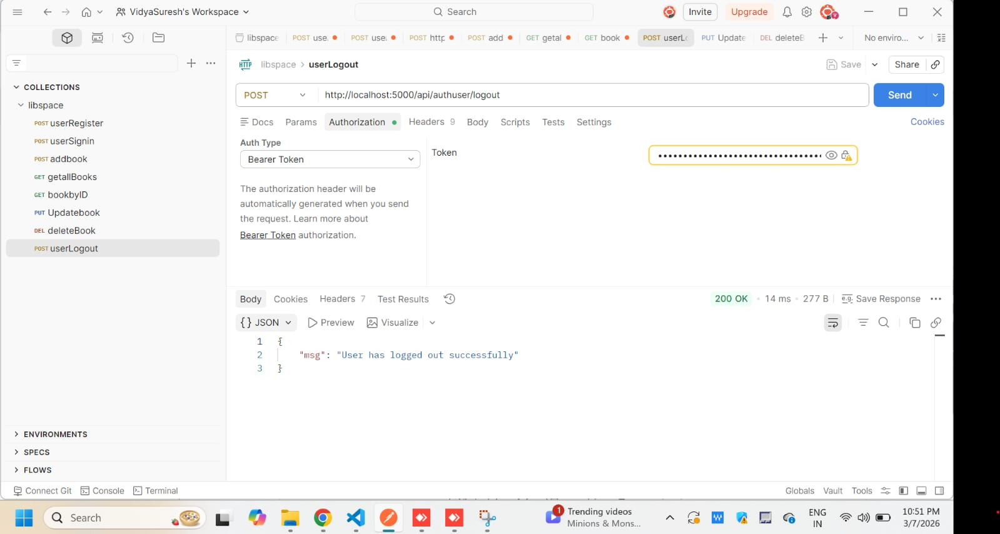 VidyaSuresh's Workspace
Search
Invite
Upgrade
V
libspace
POST use.
POST use
POST http
POST add
GET getal
GET book
POST userLo
PUT Update
DEL deleteB
No enviro...
HTTP libspace > userLogout
Save
Share
COLLECTIONS
libspace
POST userRegister
POST userSignin
POST addbook
GET getallBooks
GET bookbyID
PUT Updatebook
DEL deleteBook
POST userLogout
ENVIRONMENTS
SPECS
FLOWS
POST http://localhost:5000/api/authuser/logout
Send
Docs Params Authorization Headers 9 Body Scripts Tests Settings
Cookies
Auth Type
Bearer Token
The authorization header will be
automatically generated when you send
the request. Learn more about
Bearer Token authorization.
Token
Body Cookies Headers 7 Test Results
200 OK • 14 ms • 277 B
e.g. Save Response
{} JSON Preview Visualize
1 {
2 "msg": "User has logged out successfully"
3 }
Connect Git Console Terminal
Globals Vault Tools
Search
1
Trending videos
Minions & Mons...
ENG
IN
10:51 PM
3/7/2026